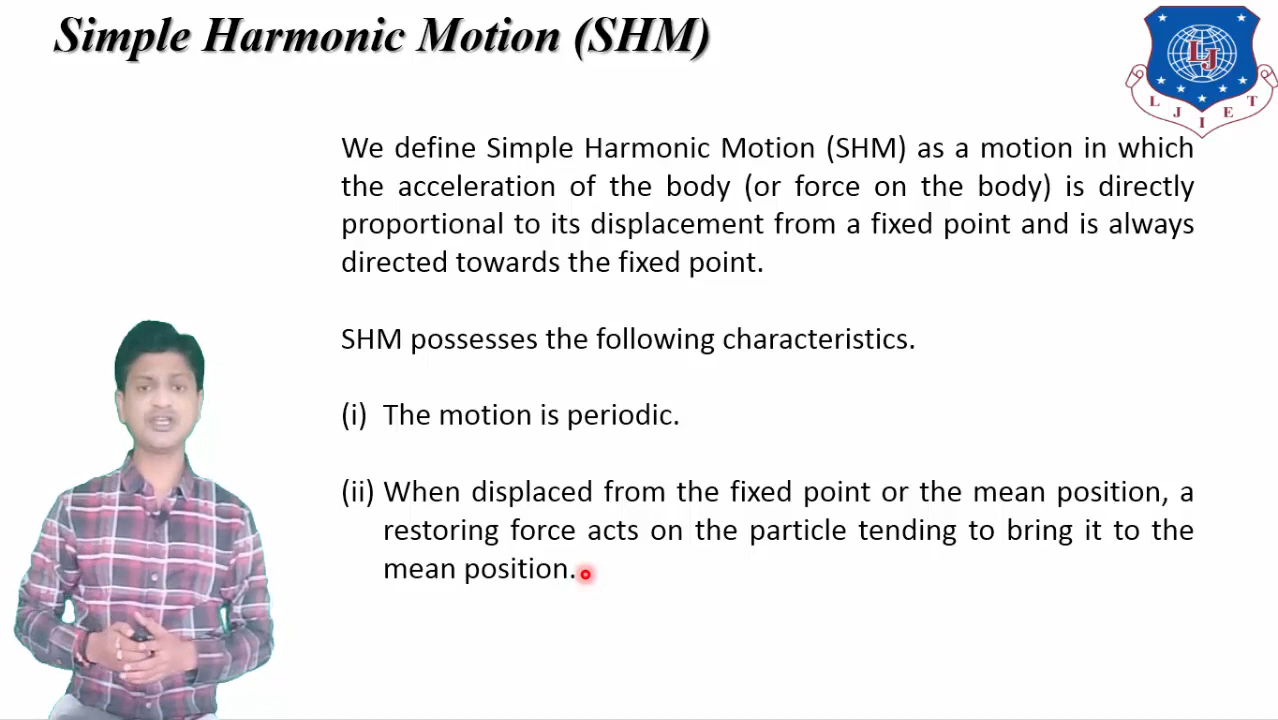 Simple Harmonic Motion (SHM)
LJ
L J I E T
We define Simple Harmonic Motion (SHM) as a motion in which
the acceleration of the body (or force on the body) is directly
proportional to its displacement from a fixed point and is always
directed towards the fixed point.
SHM possesses the following characteristics.
(i) The motion is periodic.
(ii) When displaced from the fixed point or the mean position, a
restoring force acts on the particle tending to bring it to the
mean position.